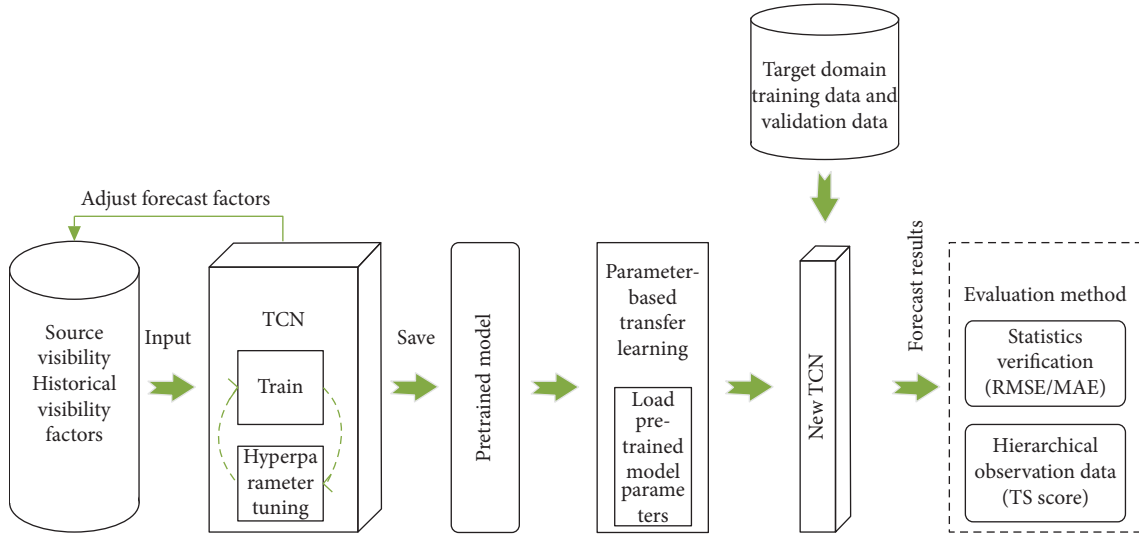 Target domain
training data and
validation data
Adjust forecast factors
Source
visibility
Historical
visibility
factors
Input
TCN
Train
Hyperpa
rameter
tuning
Save
Pretrained model
Parameter-
based
transfer
learning
Load
pre-
trained
model
parame
ters
New TCN
Forecast results
Evaluation method
Statistics
verification
(RMSE/MAE)
Hierarchical
observation data
(TS score)